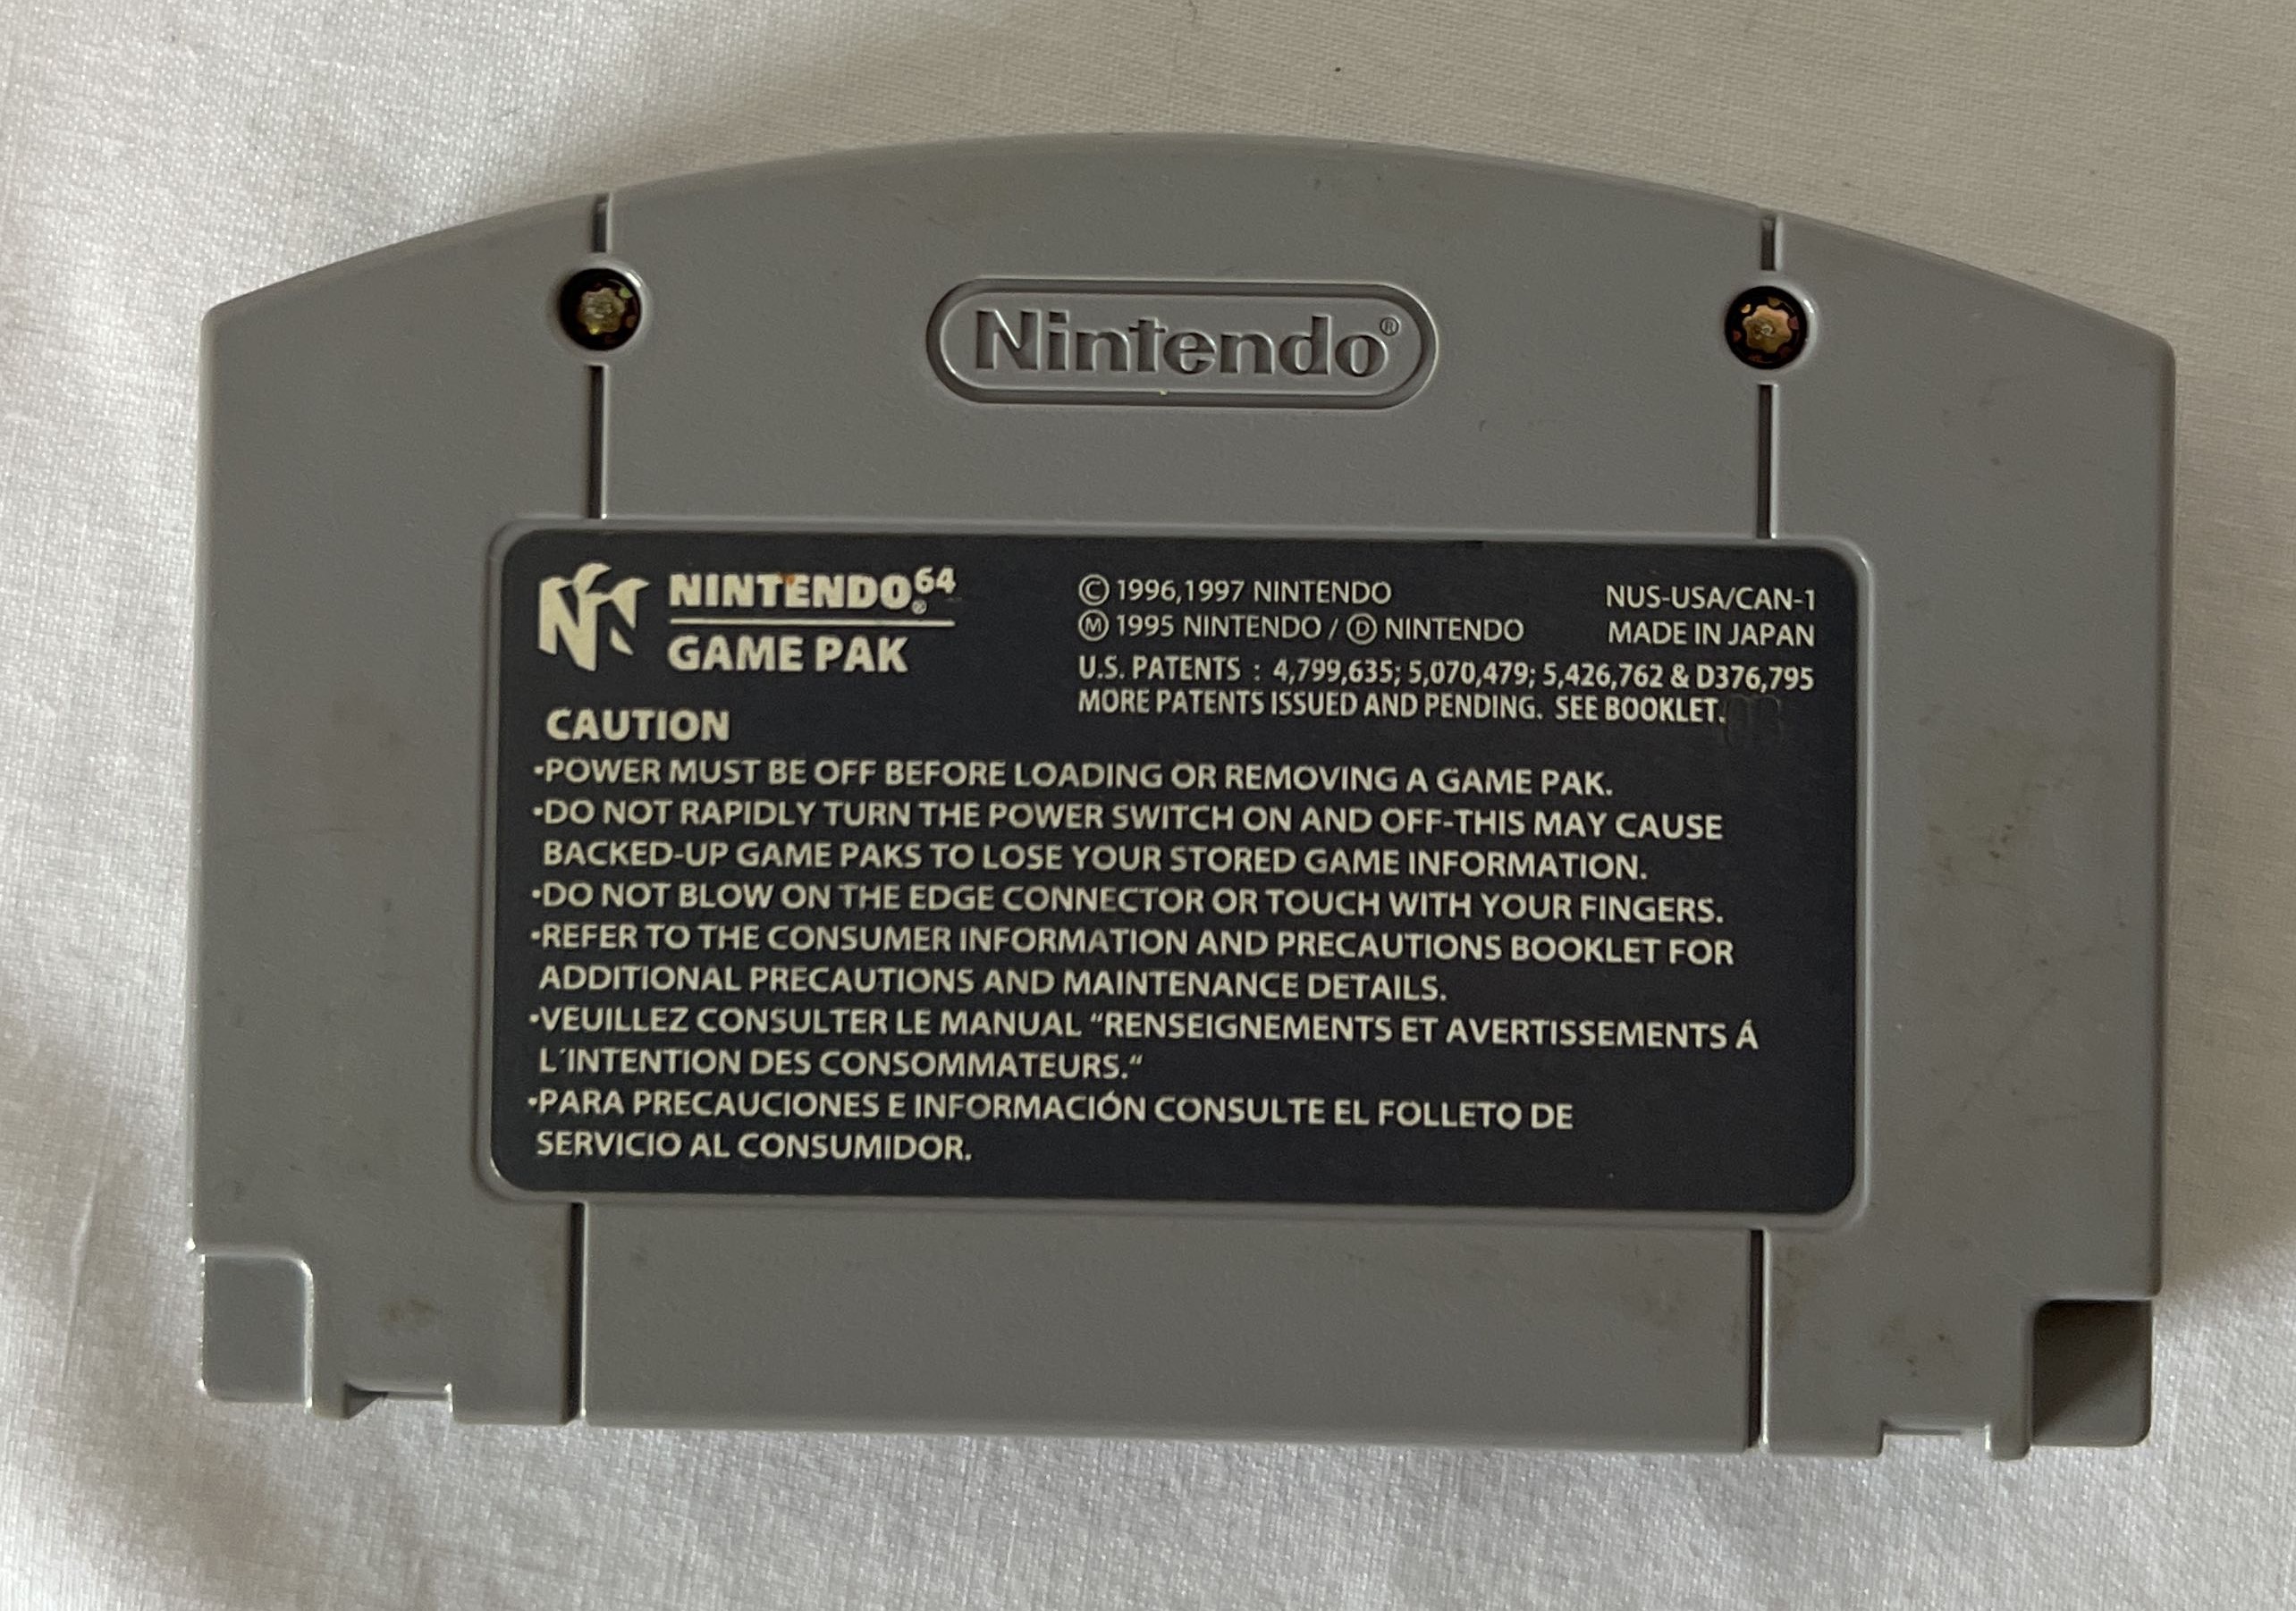 Nintendo®
NINTENDO64®
GAME PAK
Ⓒ 1996,1997 NINTENDO
Ⓜ 1995 NINTENDO / Ⓓ NINTENDO
NUS-USA/CAN-1
MADE IN JAPAN
U.S. PATENTS : 4,799,635; 5,070,479; 5,426,762 & D376,795
MORE PATENTS ISSUED AND PENDING. SEE BOOKLET.
CAUTION
•POWER MUST BE OFF BEFORE LOADING OR REMOVING A GAME PAK.
•DO NOT RAPIDLY TURN THE POWER SWITCH ON AND OFF-THIS MAY CAUSE
BACKED-UP GAME PAKS TO LOSE YOUR STORED GAME INFORMATION.
•DO NOT BLOW ON THE EDGE CONNECTOR OR TOUCH WITH YOUR FINGERS.
•REFER TO THE CONSUMER INFORMATION AND PRECAUTIONS BOOKLET FOR
ADDITIONAL PRECAUTIONS AND MAINTENANCE DETAILS.
•VEUILLEZ CONSULTER LE MANUAL “RENSEIGNEMENTS ET AVERTISSEMENTS Á
L´INTENTION DES CONSOMMATEURS.“
•PARA PRECAUCIONES E INFORMACIÓN CONSULTE EL FOLLETO DE
SERVICIO AL CONSUMIDOR.